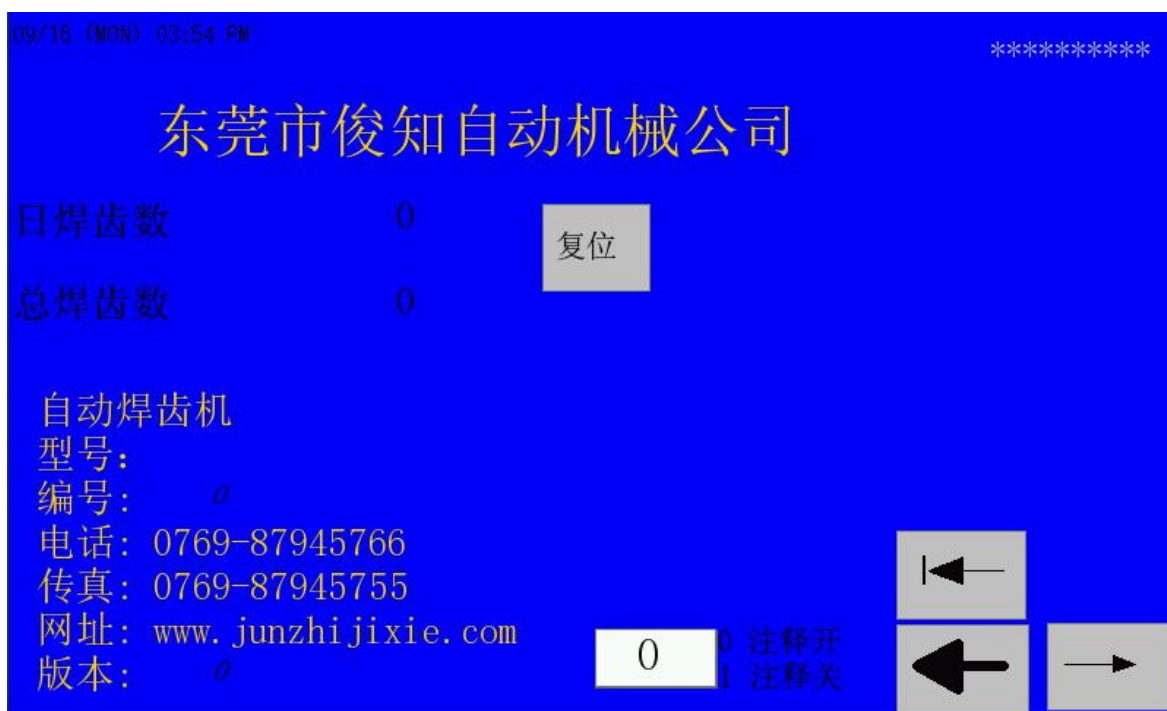 09/16 (MON) 03:54 PM
**********
东莞市俊知自动机械公司
日焊齿数 0
复位
总焊齿数 0
自动焊齿机
型号:
编号: 0
电话: 0769-87945766
传真: 0769-87945755
网址: www.junzhijixie.com
版本: 0
0
0 注释开
1 注释关